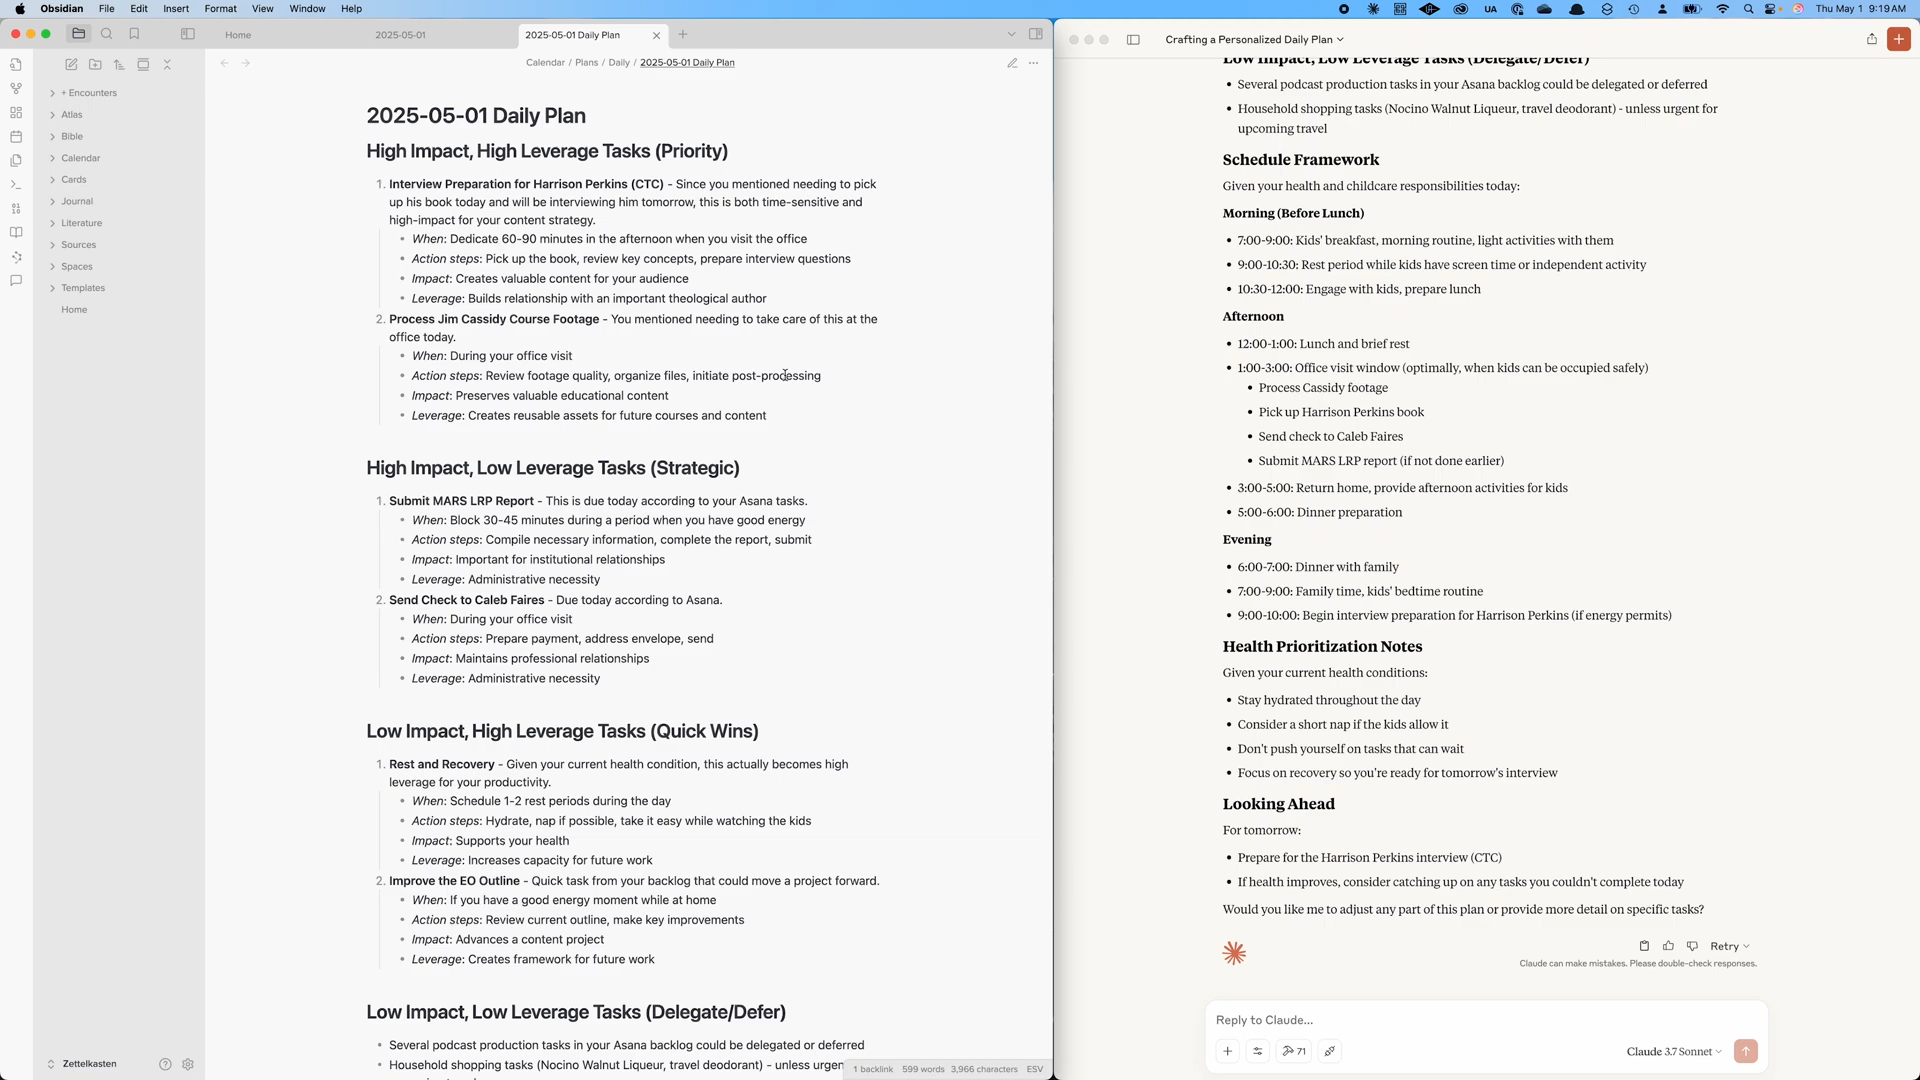 Obsidian File Edit Insert Format View Window Help UA Thu May 1 9:19 AM
Home 2025-05-01 2025-05-01 Daily Plan
Calendar / Plans / Daily / 2025-05-01 Daily Plan
+ Encounters
Atlas
Bible
Calendar
Cards
Journal
Literature
Sources
Spaces
Templates
Home
Zettelkasten
2025-05-01 Daily Plan
High Impact, High Leverage Tasks (Priority)
1. Interview Preparation for Harrison Perkins (CTC) - Since you mentioned needing to pick
up his book today and will be interviewing him tomorrow, this is both time-sensitive and
high-impact for your content strategy.
• When: Dedicate 60-90 minutes in the afternoon when you visit the office
• Action steps: Pick up the book, review key concepts, prepare interview questions
• Impact: Creates valuable content for your audience
• Leverage: Builds relationship with an important theological author
2. Process Jim Cassidy Course Footage - You mentioned needing to take care of this at the
office today.
• When: During your office visit
• Action steps: Review footage quality, organize files, initiate post-processing
• Impact: Preserves valuable educational content
• Leverage: Creates reusable assets for future courses and content
High Impact, Low Leverage Tasks (Strategic)
1. Submit MARS LRP Report - This is due today according to your Asana tasks.
• When: Block 30-45 minutes during a period when you have good energy
• Action steps: Compile necessary information, complete the report, submit
• Impact: Important for institutional relationships
• Leverage: Administrative necessity
2. Send Check to Caleb Faires - Due today according to Asana.
• When: During your office visit
• Action steps: Prepare payment, address envelope, send
• Impact: Maintains professional relationships
• Leverage: Administrative necessity
Low Impact, High Leverage Tasks (Quick Wins)
1. Rest and Recovery - Given your current health condition, this actually becomes high
leverage for your productivity.
• When: Schedule 1-2 rest periods during the day
• Action steps: Hydrate, nap if possible, take it easy while watching the kids
• Impact: Supports your health
• Leverage: Increases capacity for future work
2. Improve the EO Outline - Quick task from your backlog that could move a project forward.
• When: If you have a good energy moment while at home
• Action steps: Review current outline, make key improvements
• Impact: Advances a content project
• Leverage: Creates framework for future work
Low Impact, Low Leverage Tasks (Delegate/Defer)
• Several podcast production tasks in your Asana backlog could be delegated or deferred
• Household shopping tasks (Nocino Walnut Liqueur, travel deodorant) - unless urgen
1 backlink 599 words 3,966 characters ESV
Crafting a Personalized Daily Plan
Low Impact, Low Leverage Tasks (Delegate/Defer)
• Several podcast production tasks in your Asana backlog could be delegated or deferred
• Household shopping tasks (Nocino Walnut Liqueur, travel deodorant) - unless urgent for
upcoming travel
Schedule Framework
Given your health and childcare responsibilities today:
Morning (Before Lunch)
• 7:00-9:00: Kids' breakfast, morning routine, light activities with them
• 9:00-10:30: Rest period while kids have screen time or independent activity
• 10:30-12:00: Engage with kids, prepare lunch
Afternoon
• 12:00-1:00: Lunch and brief rest
• 1:00-3:00: Office visit window (optimally, when kids can be occupied safely)
• Process Cassidy footage
• Pick up Harrison Perkins book
• Send check to Caleb Faires
• Submit MARS LRP report (if not done earlier)
• 3:00-5:00: Return home, provide afternoon activities for kids
• 5:00-6:00: Dinner preparation
Evening
• 6:00-7:00: Dinner with family
• 7:00-9:00: Family time, kids' bedtime routine
• 9:00-10:00: Begin interview preparation for Harrison Perkins (if energy permits)
Health Prioritization Notes
Given your current health conditions:
• Stay hydrated throughout the day
• Consider a short nap if the kids allow it
• Don't push yourself on tasks that can wait
• Focus on recovery so you're ready for tomorrow's interview
Looking Ahead
For tomorrow:
• Prepare for the Harrison Perkins interview (CTC)
• If health improves, consider catching up on any tasks you couldn't complete today
Would you like me to adjust any part of this plan or provide more detail on specific tasks?
Retry
Claude can make mistakes. Please double-check responses.
Reply to Claude...
71 Claude 3.7 Sonnet